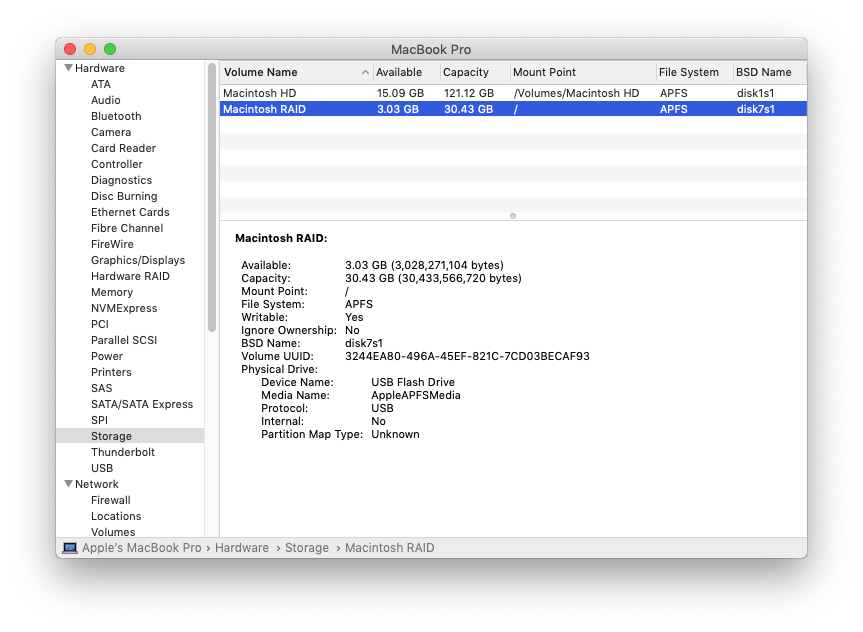 MacBook Pro
Hardware
ATA
Audio
Bluetooth
Camera
Card Reader
Controller
Diagnostics
Disc Burning
Ethernet Cards
Fibre Channel
FireWire
Graphics/Displays
Hardware RAID
Memory
NVMExpress
PCI
Parallel SCSI
Power
Printers
SAS
SATA/SATA Express
SPI
Storage
Thunderbolt
USB
Network
Firewall
Locations
Volumes
Volume Name Available Capacity Mount Point File System BSD Name
Macintosh HD 15.09 GB 121.12 GB /Volumes/Macintosh HD APFS disk1s1
Macintosh RAID 3.03 GB 30.43 GB / APFS disk7s1
Macintosh RAID:
Available: 3.03 GB (3,028,271,104 bytes)
Capacity: 30.43 GB (30,433,566,720 bytes)
Mount Point: /
File System: APFS
Writable: Yes
Ignore Ownership: No
BSD Name: disk7s1
Volume UUID: 3244EA80-496A-45EF-821C-7CD03BECAF93
Physical Drive:
Device Name: USB Flash Drive
Media Name: AppleAPFSMedia
Protocol: USB
Internal: No
Partition Map Type: Unknown
Apple's MacBook Pro › Hardware › Storage › Macintosh RAID